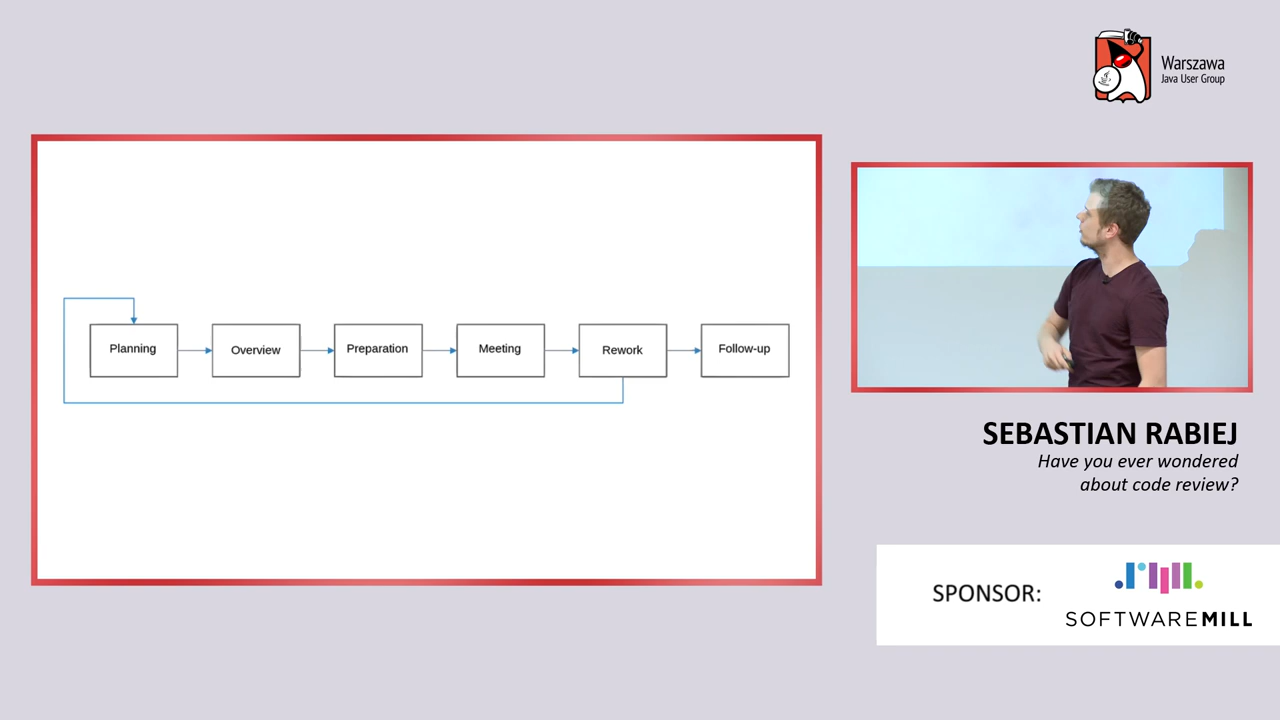 Warszawa
Java User Group
Planning
Overview
Preparation
Meeting
Rework
Follow-up
SEBASTIAN RABIEJ
Have you ever wondered
about code review?
SPONSOR:
SOFTWAREMILL